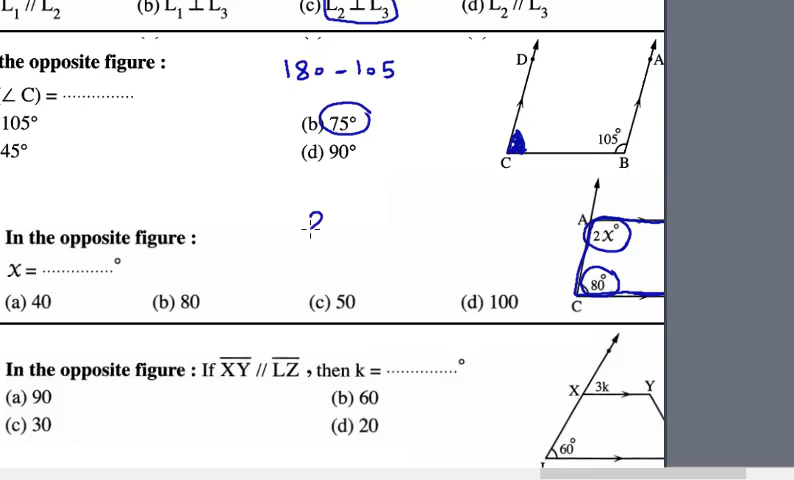 L₁ // L₂ (b) L₁ ⊥ L₃ (c) L₂ ⊥ L₃ (d) L₂ // L₃
the opposite figure :
180 - 105
(∠ C) = ···············
105° (b) 75°
45° (d) 90°
D A
105°
C B
2
In the opposite figure :
x = ···············°
(a) 40 (b) 80 (c) 50 (d) 100
A
2x°
80°
C
In the opposite figure : If XY // LZ , then k = ···············°
(a) 90 (b) 60
(c) 30 (d) 20
X 3k Y
60°